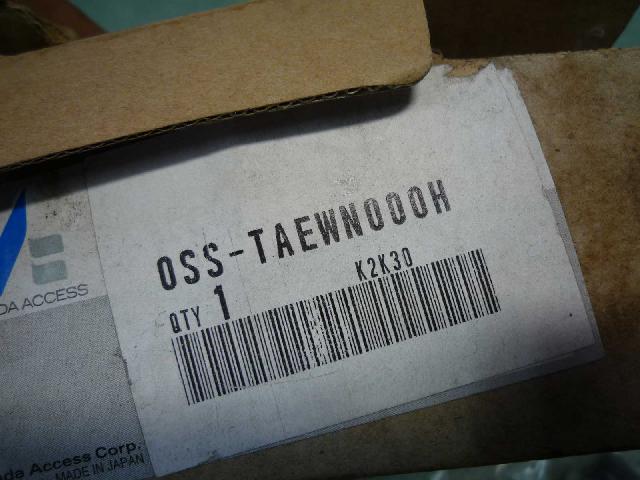 OSS-TAEWN000H
K2K30
QTY 1
DA ACCESS
da Access Corp.
MADE IN JAPAN